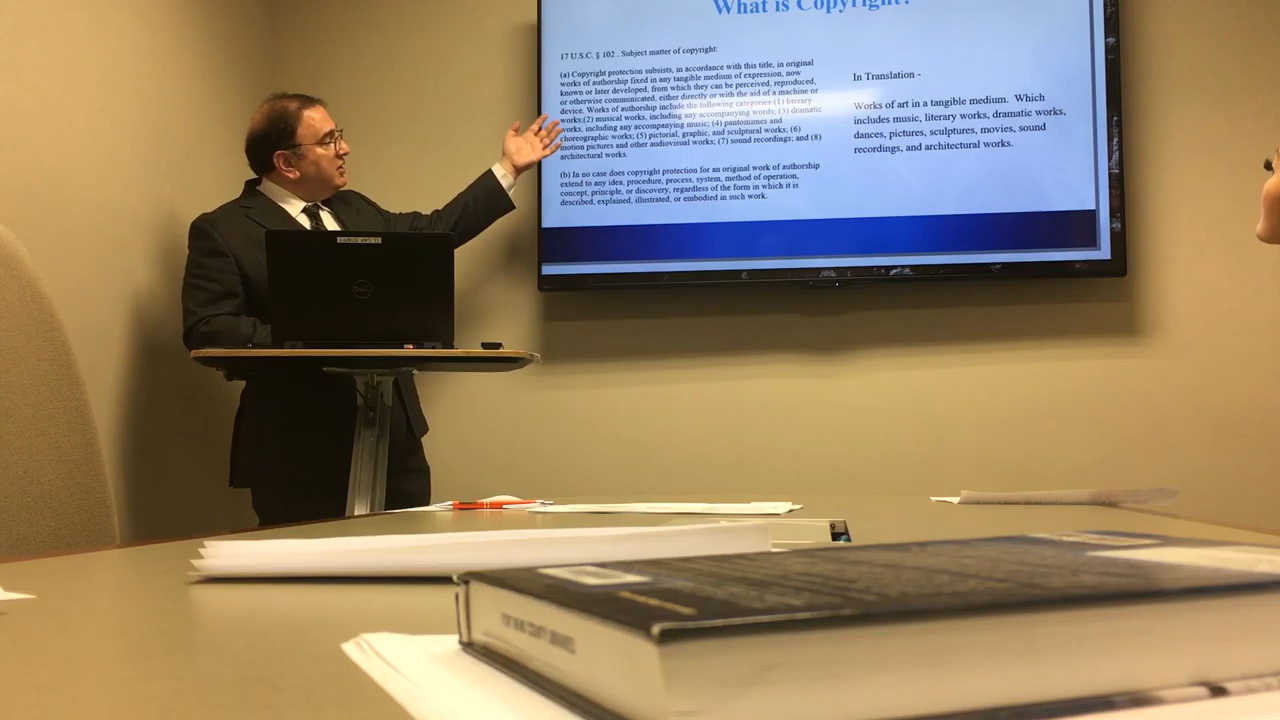 What is Copyright?
17 U.S.C. § 102 . Subject matter of copyright:
(a) Copyright protection subsists, in accordance with this title, in original
works of authorship fixed in any tangible medium of expression, now
known or later developed, from which they can be perceived, reproduced,
or otherwise communicated, either directly or with the aid of a machine or
device. Works of authorship include the following categories:(1) literary
works;(2) musical works, including any accompanying words; (3) dramatic
works, including any accompanying music; (4) pantomimes and
choreographic works; (5) pictorial, graphic, and sculptural works; (6)
motion pictures and other audiovisual works; (7) sound recordings; and (8)
architectural works.
(b) In no case does copyright protection for an original work of authorship
extend to any idea, procedure, process, system, method of operation,
concept, principle, or discovery, regardless of the form in which it is
described, explained, illustrated, or embodied in such work.
In Translation -
Works of art in a tangible medium. Which
includes music, literary works, dramatic works,
dances, pictures, sculptures, movies, sound
recordings, and architectural works.
DELL
COUNTY LIBRARIES